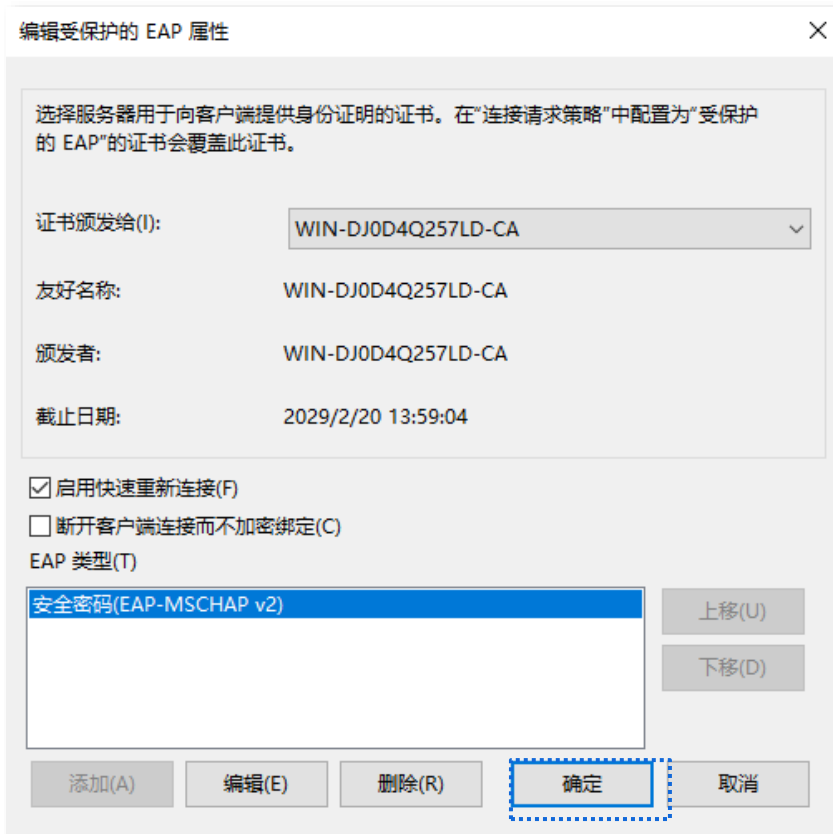 编辑受保护的 EAP 属性
选择服务器用于向客户端提供身份证明的证书。在“连接请求策略”中配置为“受保护
的 EAP”的证书会覆盖此证书。
证书颁发给(I):
WIN-DJ0D4Q257LD-CA
友好名称:
WIN-DJ0D4Q257LD-CA
颁发者:
WIN-DJ0D4Q257LD-CA
截止日期:
2029/2/20 13:59:04
启用快速重新连接(F)
断开客户端连接而不加密绑定(C)
EAP 类型(T)
安全密码(EAP-MSCHAP v2)
上移(U)
下移(D)
添加(A)
编辑(E)
删除(R)
确定
取消